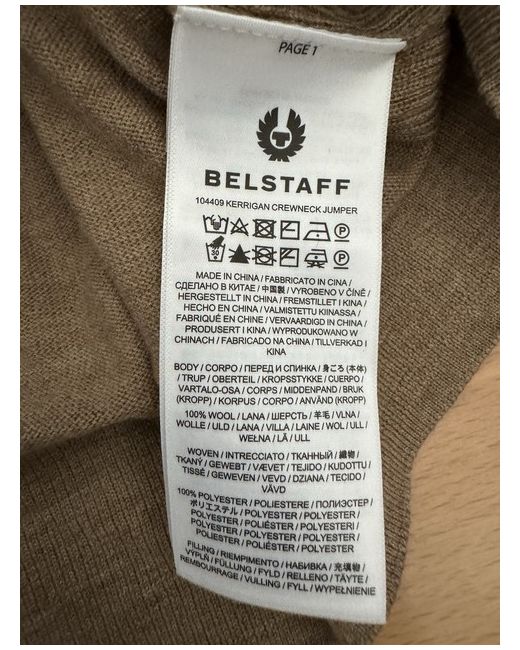 PAGE 1
BELSTAFF
104409 KERRIGAN CREWNECK JUMPER
30
MADE IN CHINA / FABBRICATO IN CINA /
СДЕЛАНО В КИТАЕ / 中国製 / VYROBENO V ČÍNĚ /
HERGESTELLT IN CHINA / FREMSTILLET I KINA /
HECHO EN CHINA / VALMISTETTU KIINASSA /
FABRIQUÉ EN CHINE / VERVAARDIGD IN CHINA /
PRODUSERT I KINA / WYPRODUKOWANO W
CHINACH / FABRICADO NA CHINA / TILLVERKAD I
KINA
BODY / CORPO / ПЕРЕД И СПИНКА / 身ごろ (本体)
/ TRUP / OBERTEIL / KROPSSTYKKE / CUERPO /
VARTALO-OSA / CORPS / MIDDENPAND / BRUK
(KROPP) / KORPUS / CORPO / ANVÄND (KROPP)
100% WOOL / LANA / ШЕРСТЬ / 羊毛 / VLNA /
WOLLE / ULD / LANA / VILLA / LAINE / WOL / ULL /
WEŁNA / LÃ / ULL
WOVEN / INTRECCIATO / ТКАННЫЙ / 織物 /
TKANÝ / GEWEBT / VÆVET / TEJIDO / KUDOTTU /
TISSÉ / GEWEVEN / VEVD / DZIANA / TECIDO /
VÄVD
100% POLYESTER / POLIESTERE / ПОЛИЭСТЕР /
ポリエステル / POLYESTER / POLYESTER /
POLYESTER / POLIÉSTER / POLYESTERI /
POLYESTER / POLYESTER / POLYESTER /
POLIESTER / POLIÉSTER / POLYESTER
FILLING / RIEMPIMENTO / НАБИВКА / 充填物 /
VÝPLŇ / FÜLLUNG / FYLD / RELLENO / TÄYTE /
REMBOURRAGE / VULLING / FYLL / WYPEŁNIENIE